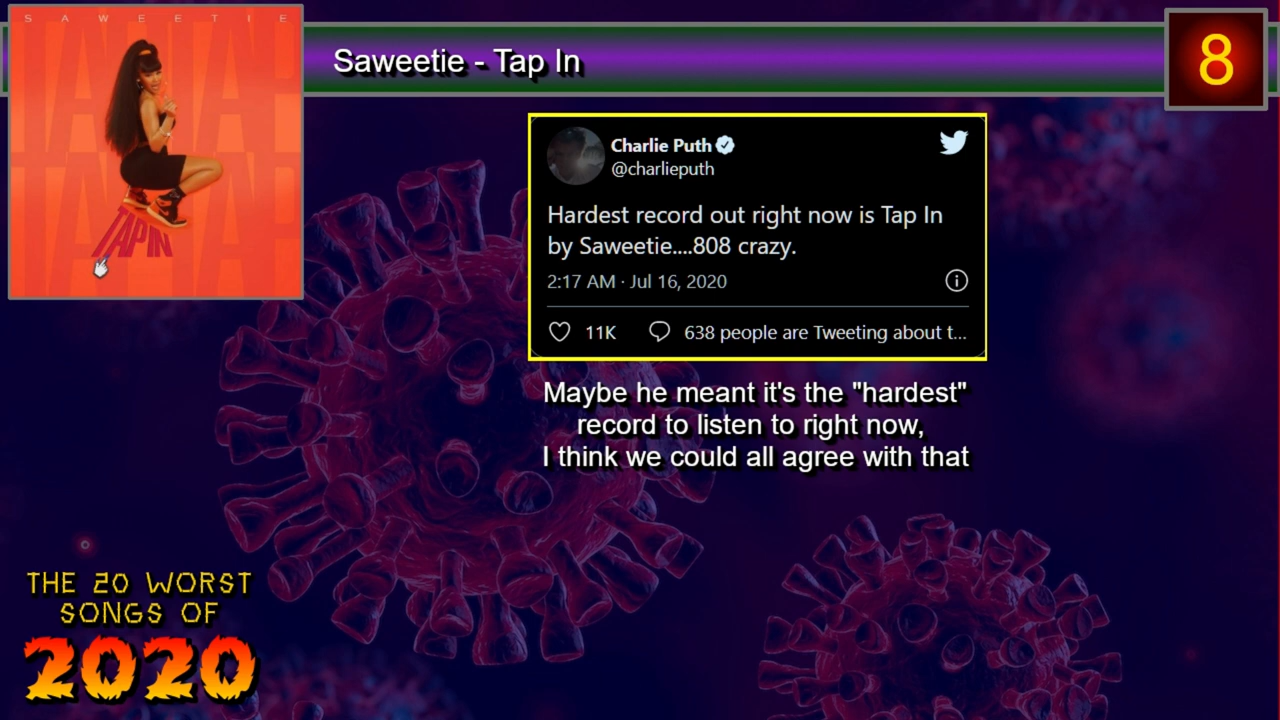 S A W E E T I E
TAP IN
Saweetie - Tap In
8
Charlie Puth
@charlieputh
Hardest record out right now is Tap In
by Saweetie....808 crazy.
2:17 AM · Jul 16, 2020
11K 638 people are Tweeting about t...
Maybe he meant it's the "hardest"
record to listen to right now,
I think we could all agree with that
THE 20 WORST
SONGS OF
2020